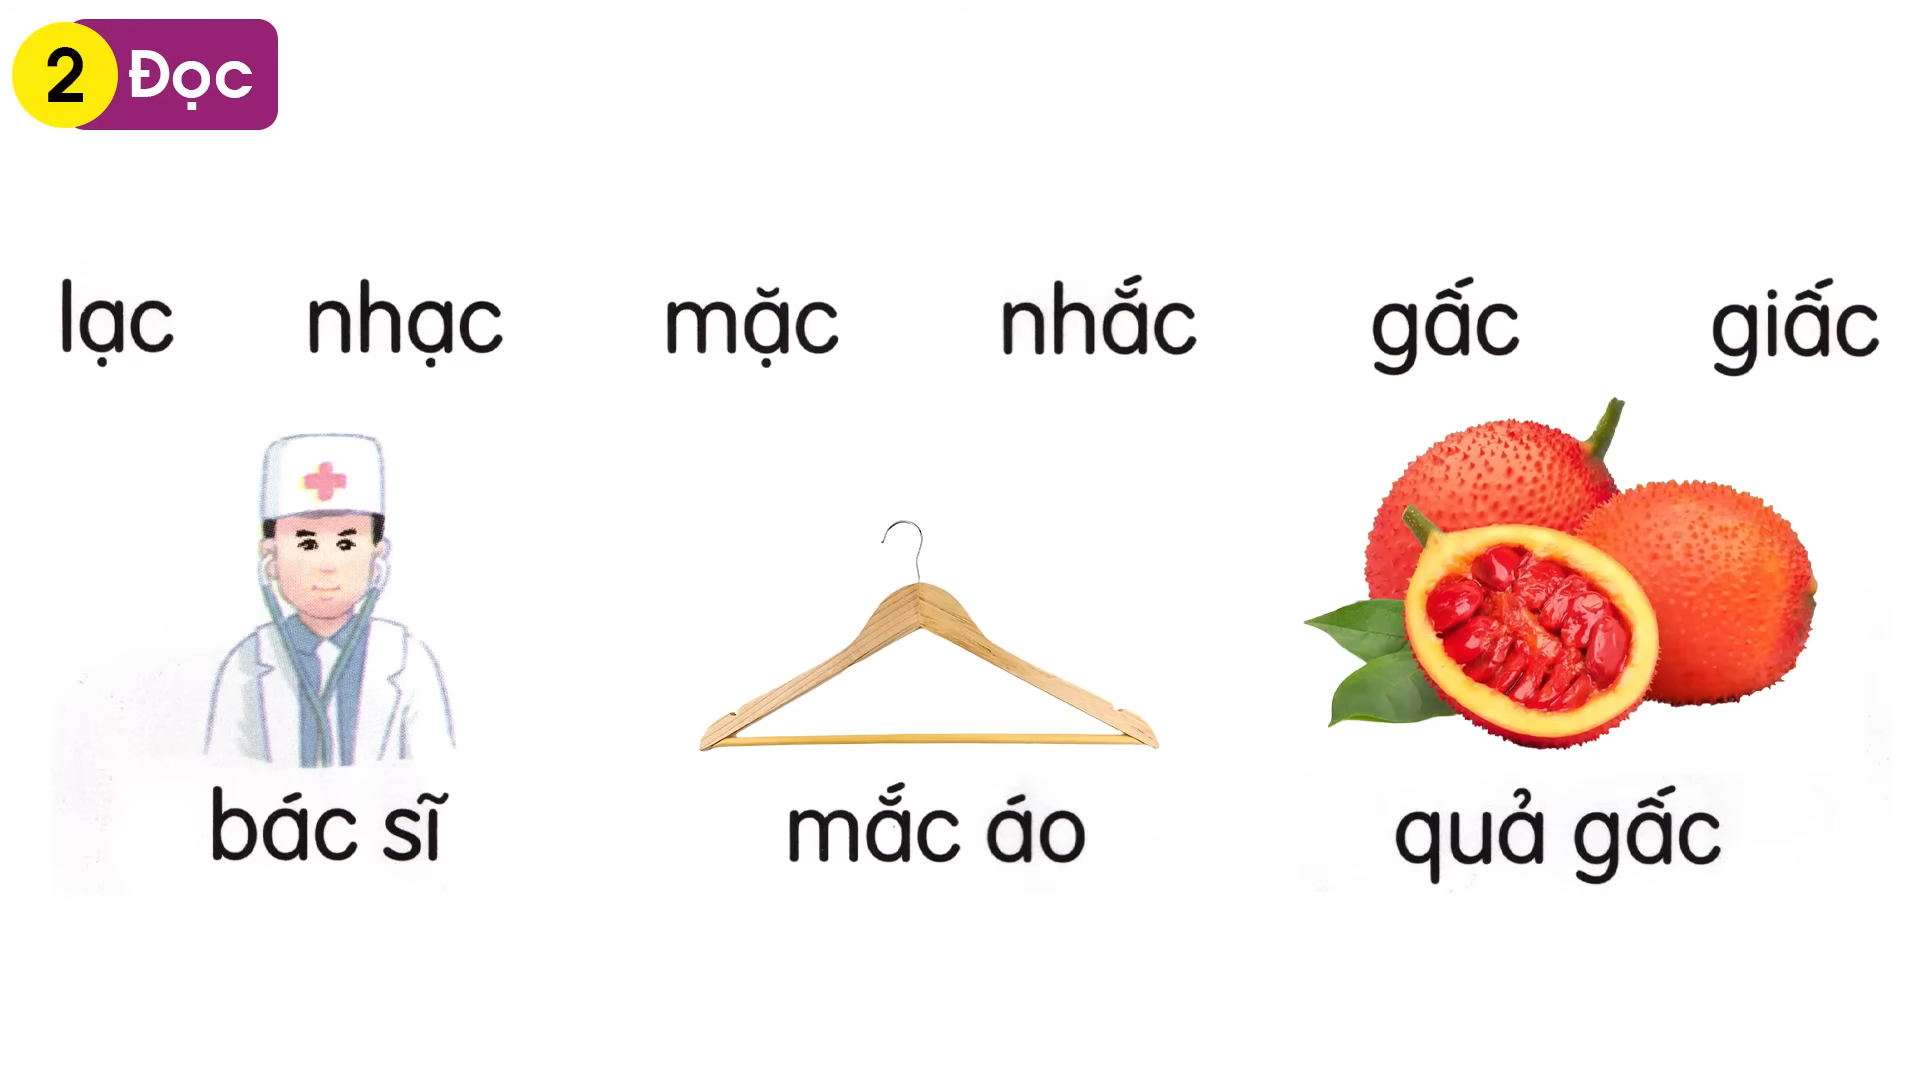 2 Đọc
lạc nhạc mặc nhắc gấc giấc
bác sĩ mắc áo quả gấc